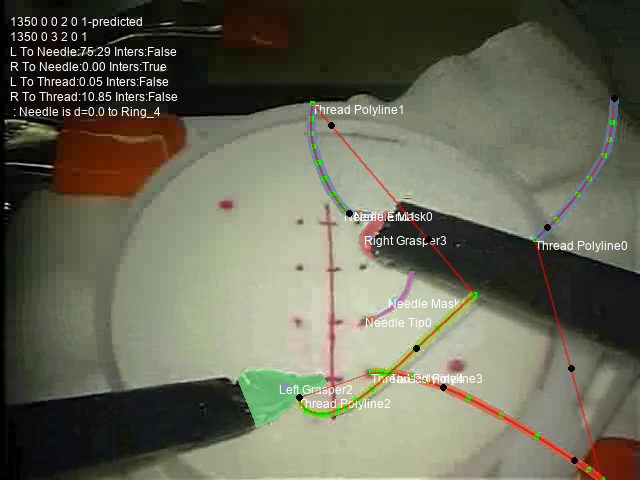 1350 0 0 2 0 1-predicted
1350 0 3 2 0 1
L To Needle:75.29 Inters:False
R To Needle:0.00 Inters:True
L To Thread:0.05 Inters:False
R To Thread:10.85 Inters:False
: Needle is d=0.0 to Ring_4
Thread Polyline1
Right Grasper3
Thread Polyline0
Needle Mask
Needle Tip0
Left Grasper2
Thread Polyline2